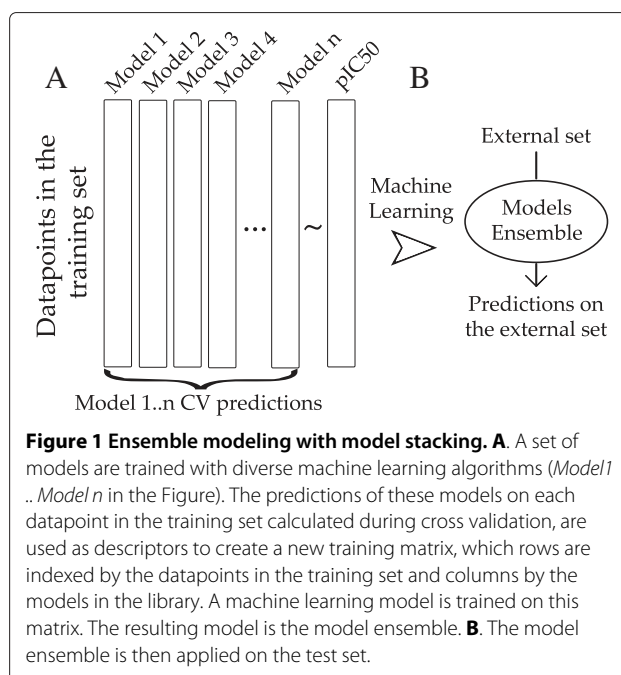 A
Model 1
Model 2
Model 3
Model 4
Model n
pIC50
B
Datapoints in the
training set
...
~
Machine
Learning
External set
Models
Ensemble
Predictions on
the external set
Model 1..n CV predictions
Figure 1 Ensemble modeling with model stacking. A. A set of
models are trained with diverse machine learning algorithms (Model1
.. Model n in the Figure). The predictions of these models on each
datapoint in the training set calculated during cross validation, are
used as descriptors to create a new training matrix, which rows are
indexed by the datapoints in the training set and columns by the
models in the library. A machine learning model is trained on this
matrix. The resulting model is the model ensemble. B. The model
ensemble is then applied on the test set.